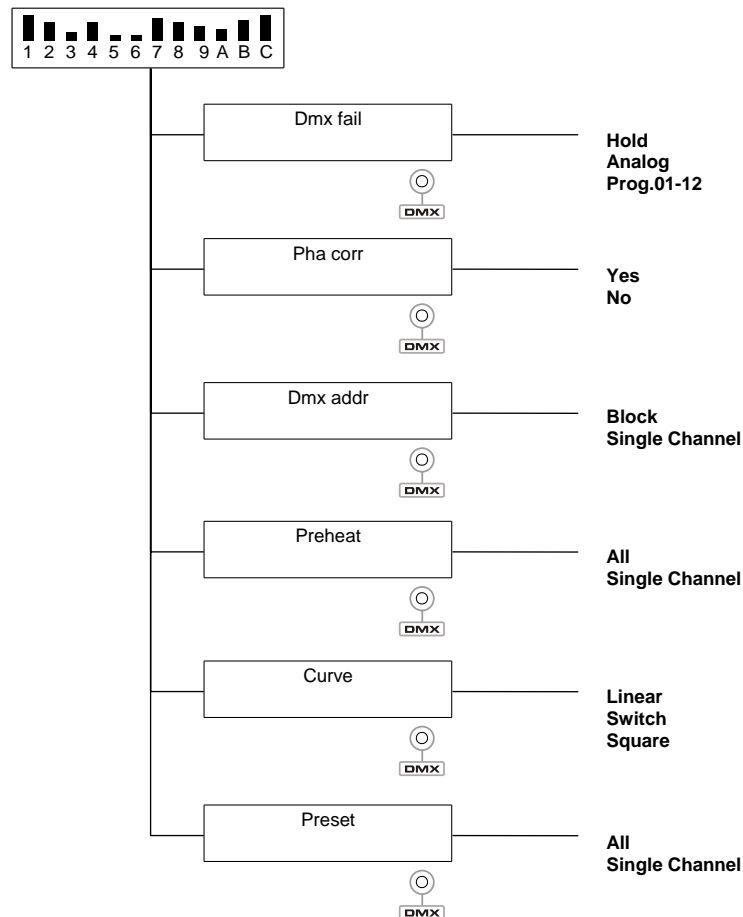 1 2 3 4 5 6 7 8 9 A B C
Dmx fail
Hold
Analog
Prog.01-12
DMX
Pha corr
Yes
No
DMX
Dmx addr
Block
Single Channel
DMX
Preheat
All
Single Channel
DMX
Curve
Linear
Switch
Square
DMX
Preset
All
Single Channel
DMX